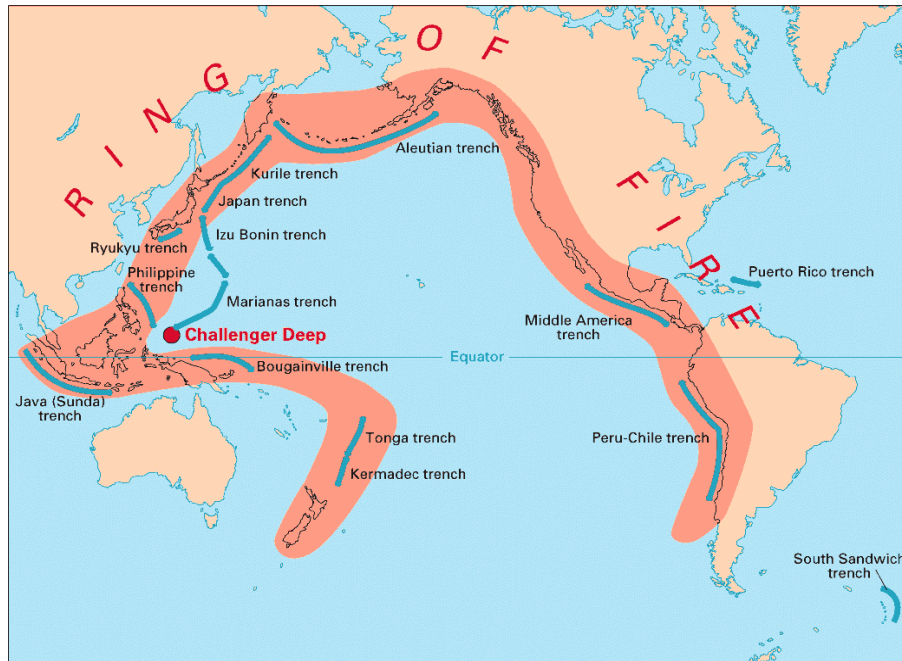 RING OF FIRE
Aleutian trench
Kurile trench
Japan trench
Izu Bonin trench
Ryukyu trench
Philippine
trench
Marianas trench
Challenger Deep
Puerto Rico trench
Middle America
trench
Equator
Bougainville trench
Java (Sunda)
trench
Tonga trench
Kermadec trench
Peru-Chile trench
South Sandwich
trench